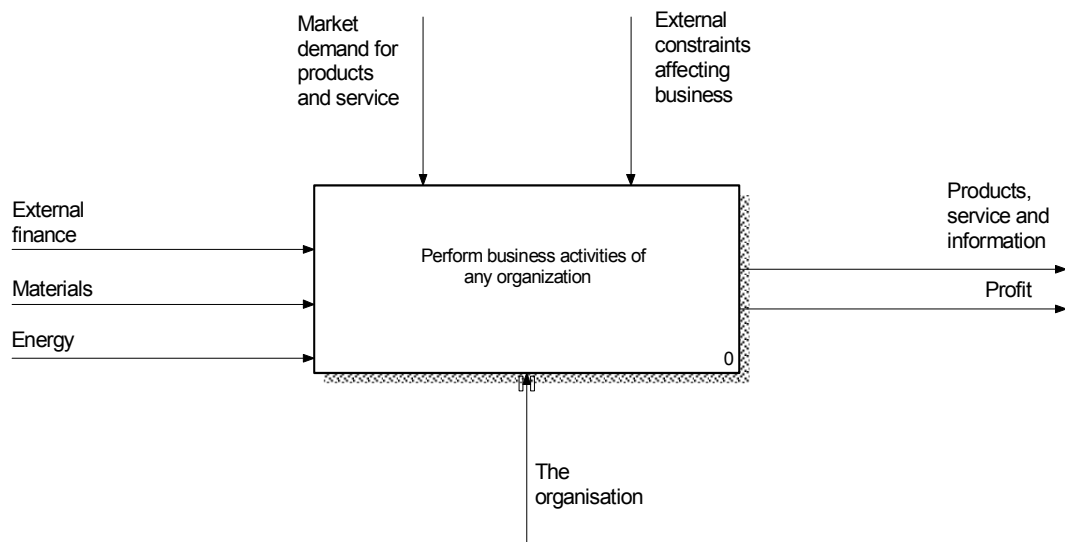 Market
demand for
products
and service
External
constraints
affecting
business
External
finance
Materials
Energy
Perform business activities of
any organization
0
Products,
service and
information
Profit
The
organisation